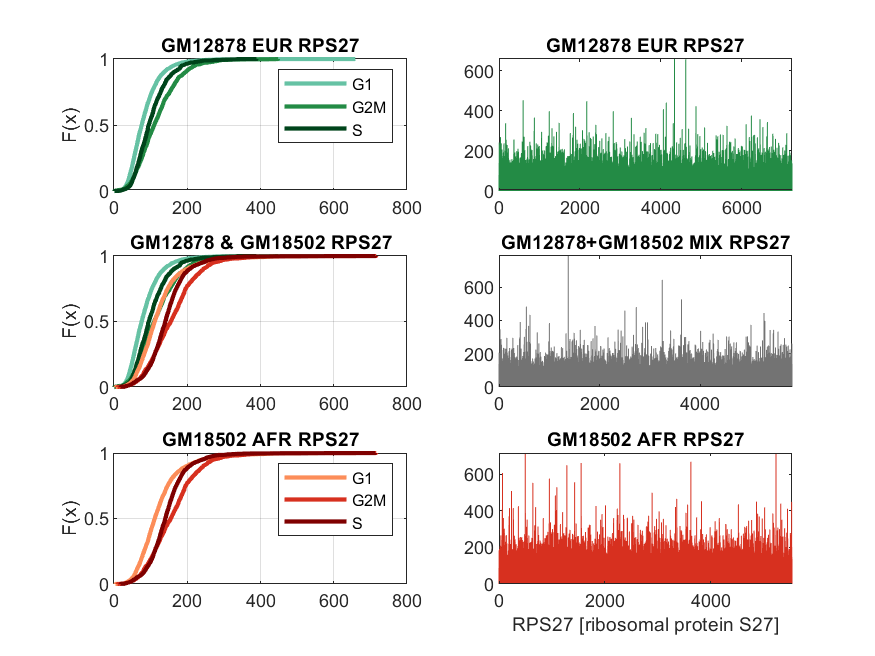 GM12878 EUR RPS27
F(x)
1
0.5
0
0 200 400 600 800
G1
G2M
S
GM12878 EUR RPS27
600
400
200
0
0 2000 4000 6000
GM12878 & GM18502 RPS27
F(x)
1
0.5
0
0 200 400 600 800
GM12878+GM18502 MIX RPS27
600
400
200
0
0 2000 4000
GM18502 AFR RPS27
F(x)
1
0.5
0
0 200 400 600 800
G1
G2M
S
GM18502 AFR RPS27
600
400
200
0
0 2000 4000
RPS27 [ribosomal protein S27]